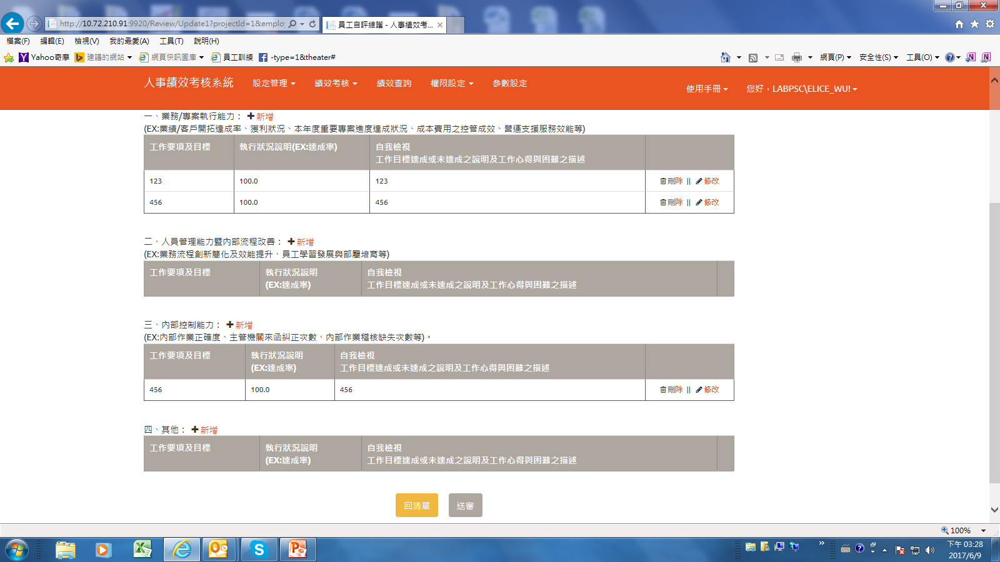 http://10.72.210.91:9920/Review/Update1?projectId=1&employ
員工自評維護 - 人事績效考...
檔案(F) 編輯(E) 檢視(V) 我的最愛(A) 工具(T) 說明(H)
Yahoo奇摩 建議的網站 網頁快訊圖庫 員工訓練 -type=1&theater#
網頁(P) 安全性(S) 工具(O)
人事績效考核系統 設定管理 績效考核 績效查詢 權限設定 參數設定 使用手冊 您好，LABPSC\ELICE_WU!
一、業務/專案執行能力： 新增
(EX:業績/客戶開拓達成率、獲利狀況、本年度重要專案進度達成狀況、成本費用之控管成效、營運支援服務效能等)
工作要項及目標 執行狀況說明(EX:達成率) 自我檢視
工作目標達成或未達成之說明及工作心得與困難之描述
123 100.0 123 刪除 || 修改
456 100.0 456 刪除 || 修改
二、人員管理能力暨內部流程改善： 新增
(EX:業務流程創新簡化及效能提升、員工學習發展與部屬培育等)
工作要項及目標 執行狀況說明 自我檢視
(EX:達成率) 工作目標達成或未達成之說明及工作心得與困難之描述
三、內部控制能力： 新增
(EX:內部作業正確度、主管機關來函糾正次數、內部作業稽核缺失次數等)。
工作要項及目標 執行狀況說明 自我檢視
(EX:達成率) 工作目標達成或未達成之說明及工作心得與困難之描述
456 100.0 456 刪除 || 修改
四、其他： 新增
工作要項及目標 執行狀況說明 自我檢視
(EX:達成率) 工作目標達成或未達成之說明及工作心得與困難之描述
回清單 送審
100%
下午 03:28
2017/6/9